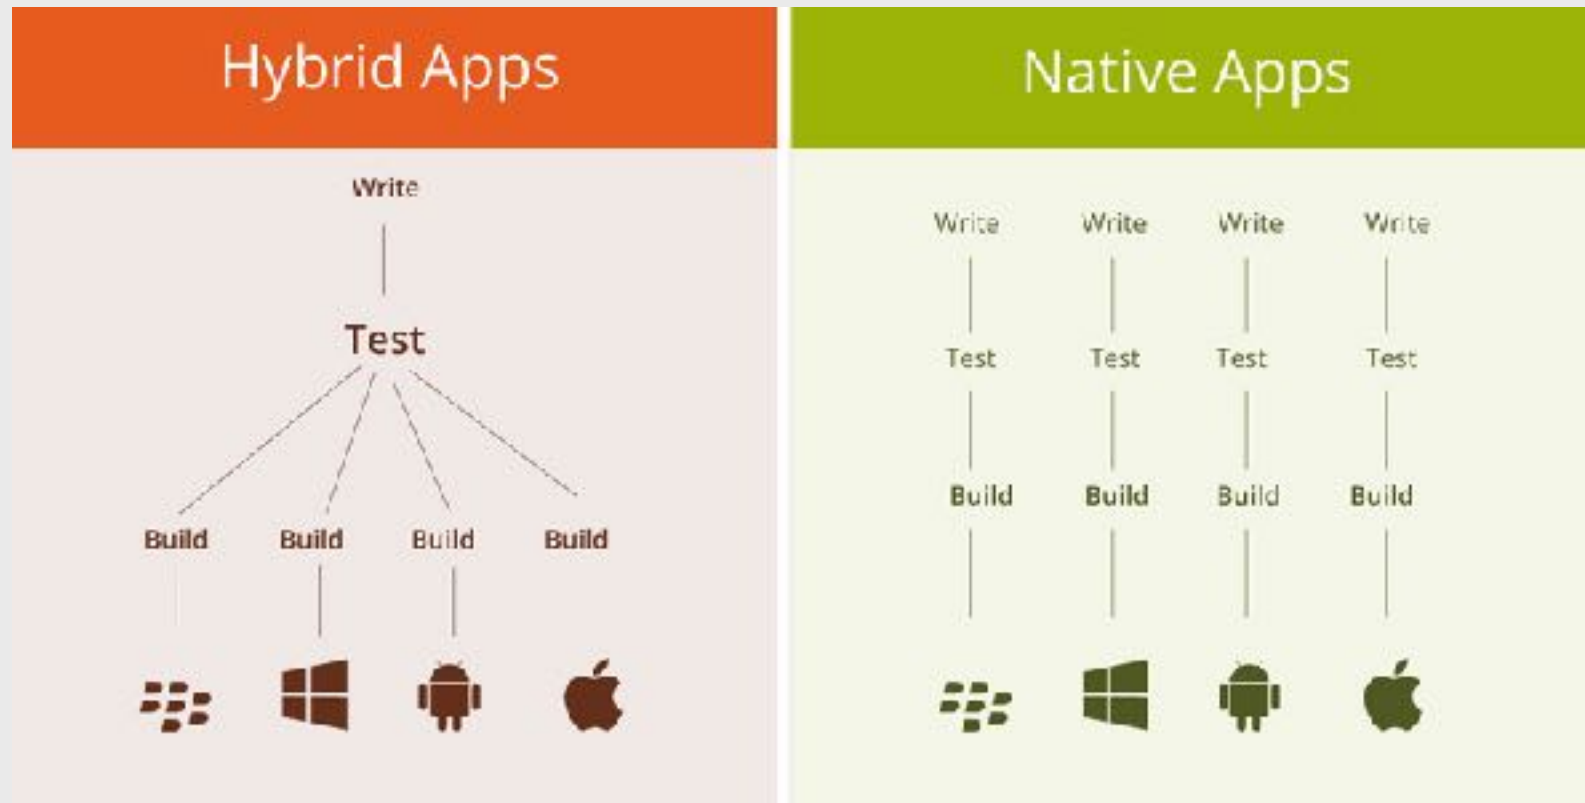 Hybrid Apps
Write
Test
Build Build Build Build
Native Apps
Write Write Write Write
Test Test Test Test
Build Build Build Build